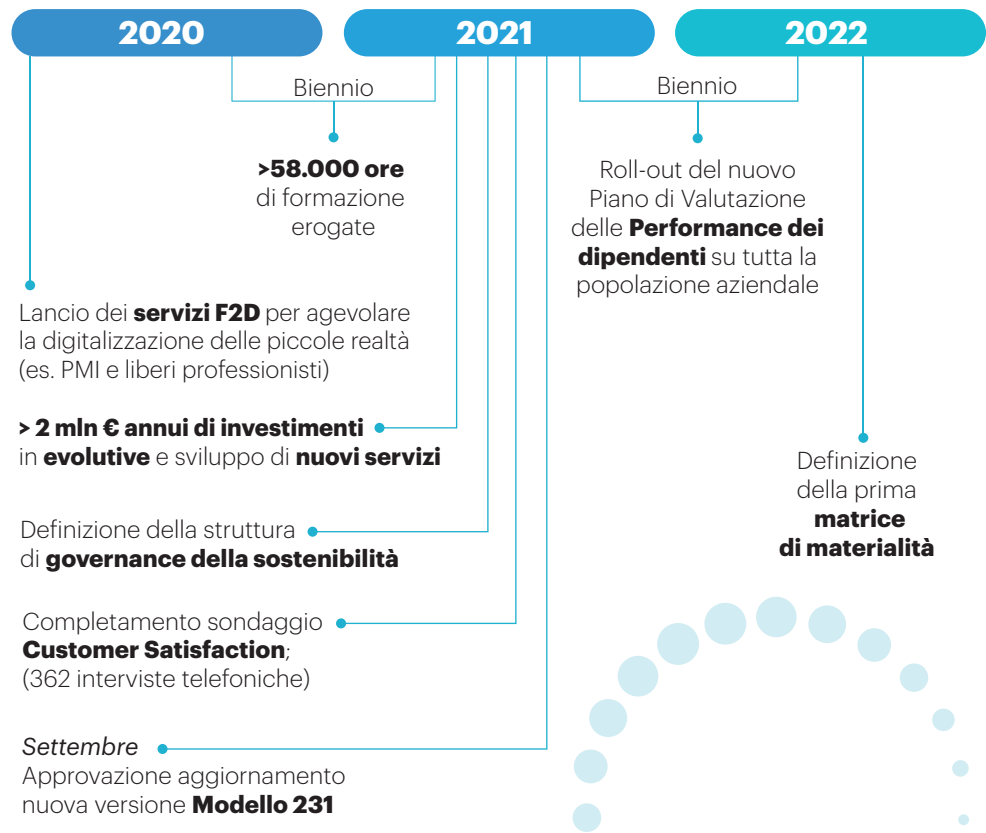 2020
2021
2022
Biennio
Biennio
>58.000 ore
di formazione
erogate
Roll-out del nuovo
Piano di Valutazione
delle Performance dei
dipendenti su tutta la
popolazione aziendale
Lancio dei servizi F2D per agevolare
la digitalizzazione delle piccole realtà
(es. PMI e liberi professionisti)
> 2 mln € annui di investimenti
in evolutive e sviluppo di nuovi servizi
Definizione della struttura
di governance della sostenibilità
Completamento sondaggio
Customer Satisfaction;
(362 interviste telefoniche)
Settembre
Approvazione aggiornamento
nuova versione Modello 231
Definizione
della prima
matrice
di materialità